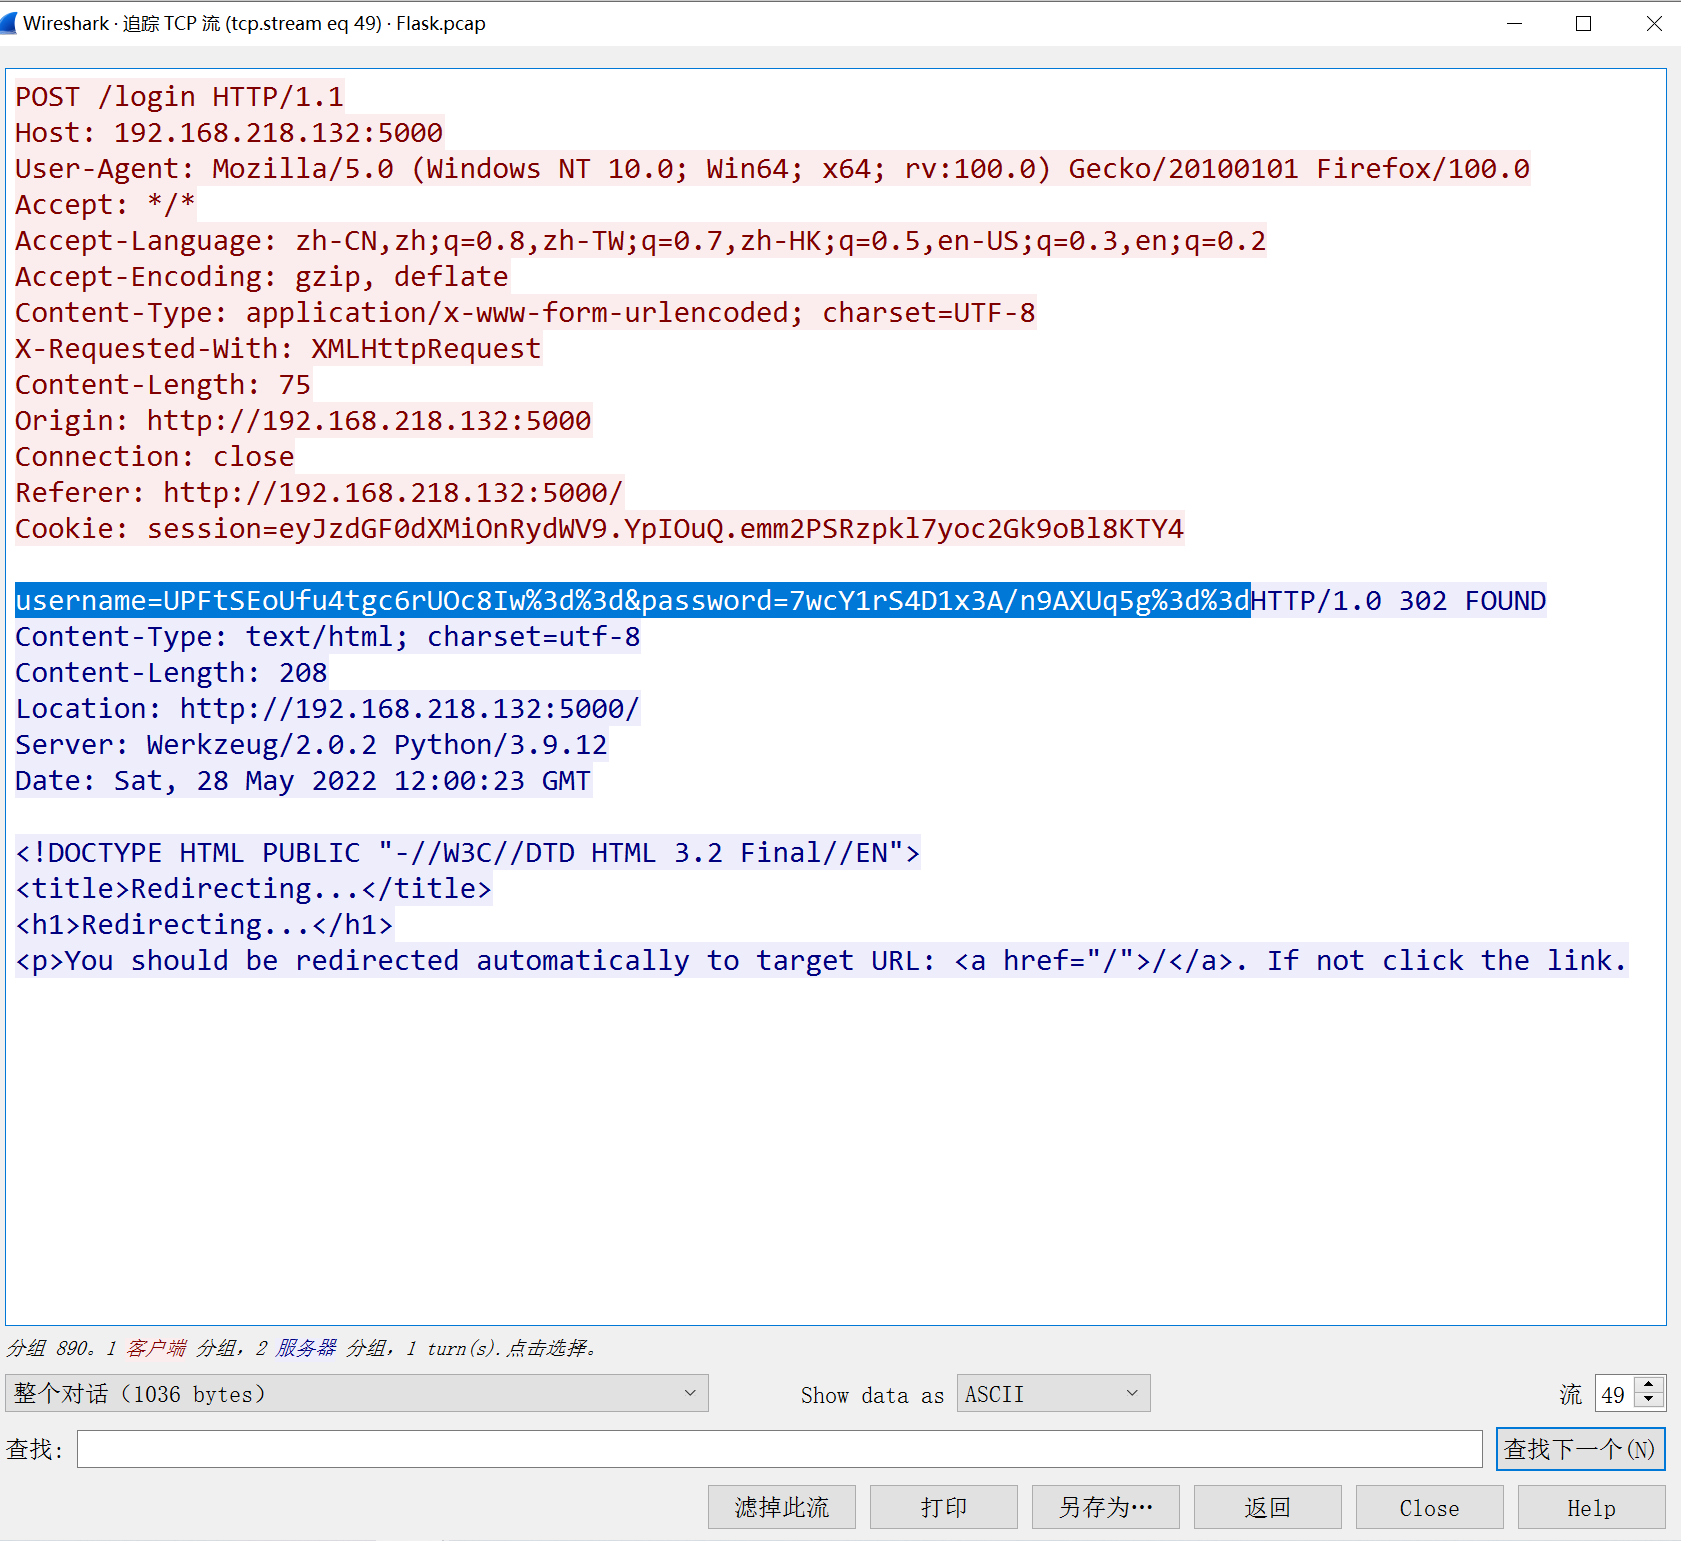 Wireshark · 追踪 TCP 流 (tcp.stream eq 49) · Flask.pcap
POST /login HTTP/1.1
Host: 192.168.218.132:5000
User-Agent: Mozilla/5.0 (Windows NT 10.0; Win64; x64; rv:100.0) Gecko/20100101 Firefox/100.0
Accept: */*
Accept-Language: zh-CN,zh;q=0.8,zh-TW;q=0.7,zh-HK;q=0.5,en-US;q=0.3,en;q=0.2
Accept-Encoding: gzip, deflate
Content-Type: application/x-www-form-urlencoded; charset=UTF-8
X-Requested-With: XMLHttpRequest
Content-Length: 75
Origin: http://192.168.218.132:5000
Connection: close
Referer: http://192.168.218.132:5000/
Cookie: session=eyJzdGF0dXMiOnRydWV9.YpIOuQ.emm2PSRzpkl7yoc2Gk9oBl8KTY4
username=UPFtSEoUfu4tgc6rUOc8Iw%3d%3d&password=7wcY1rS4D1x3A/n9AXUq5g%3d%3dHTTP/1.0 302 FOUND
Content-Type: text/html; charset=utf-8
Content-Length: 208
Location: http://192.168.218.132:5000/
Server: Werkzeug/2.0.2 Python/3.9.12
Date: Sat, 28 May 2022 12:00:23 GMT
<!DOCTYPE HTML PUBLIC "-//W3C//DTD HTML 3.2 Final//EN">
<title>Redirecting...</title>
<h1>Redirecting...</h1>
<p>You should be redirected automatically to target URL: <a href="/">/</a>. If not click the link.
分组 890。1 客户端 分组，2 服务器 分组，1 turn(s).点击选择。
整个对话（1036 bytes） Show data as ASCII 流 49
查找: 查找下一个(N)
滤掉此流 打印 另存为… 返回 Close Help